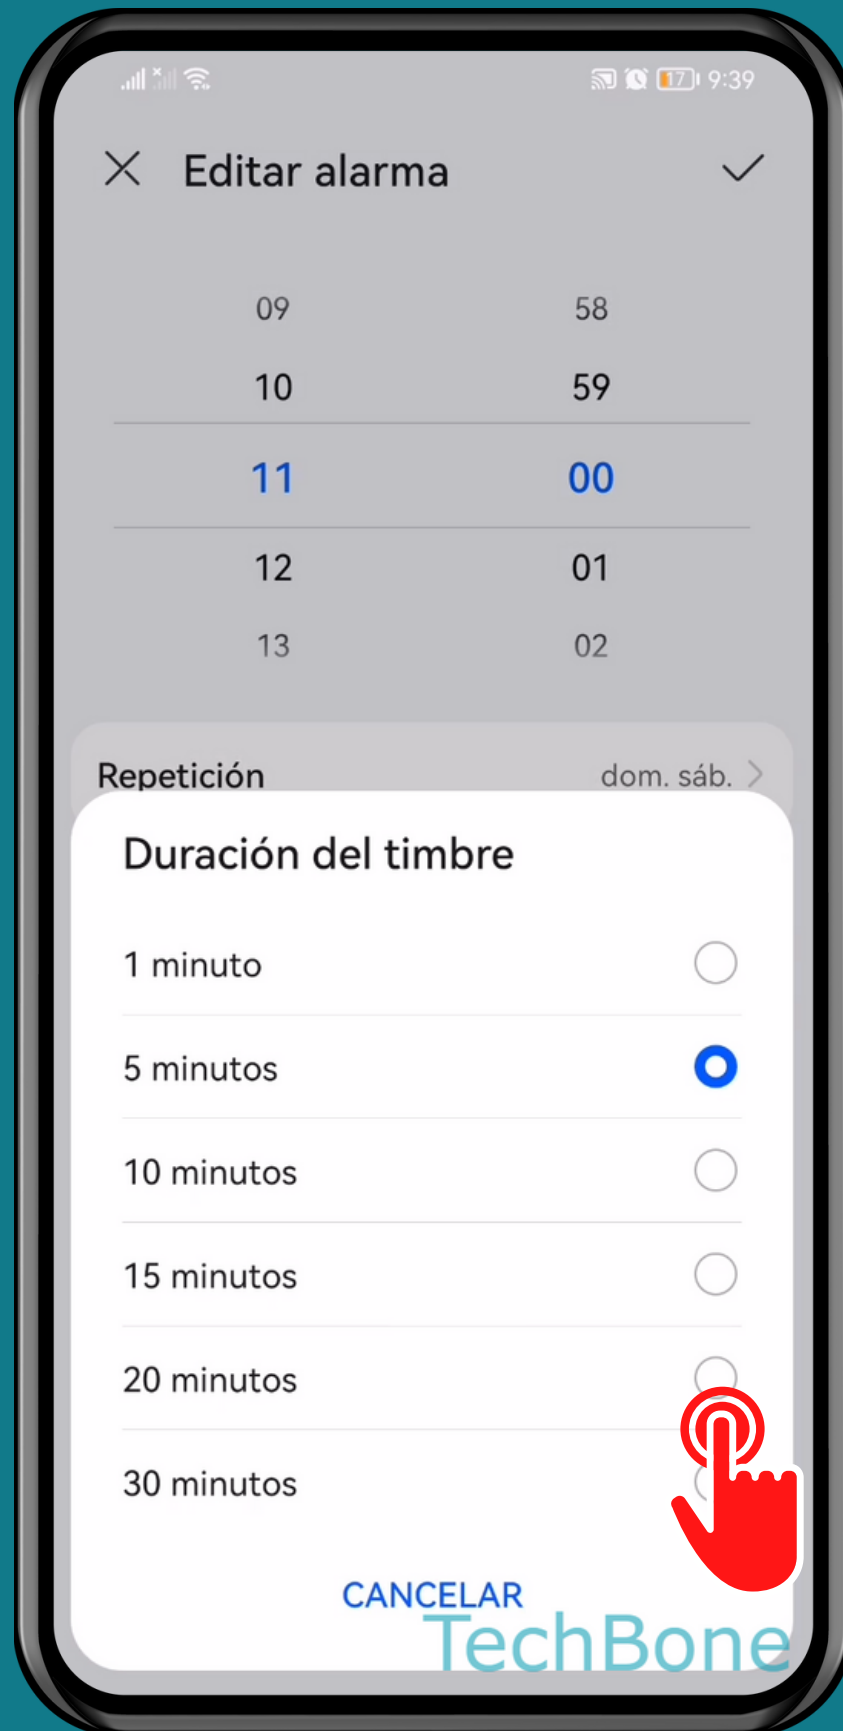 17 9:39
Editar alarma
09 58
10 59
11 00
12 01
13 02
Repetición dom. sáb.
Duración del timbre
1 minuto
5 minutos
10 minutos
15 minutos
20 minutos
30 minutos
CANCELAR
TechBone